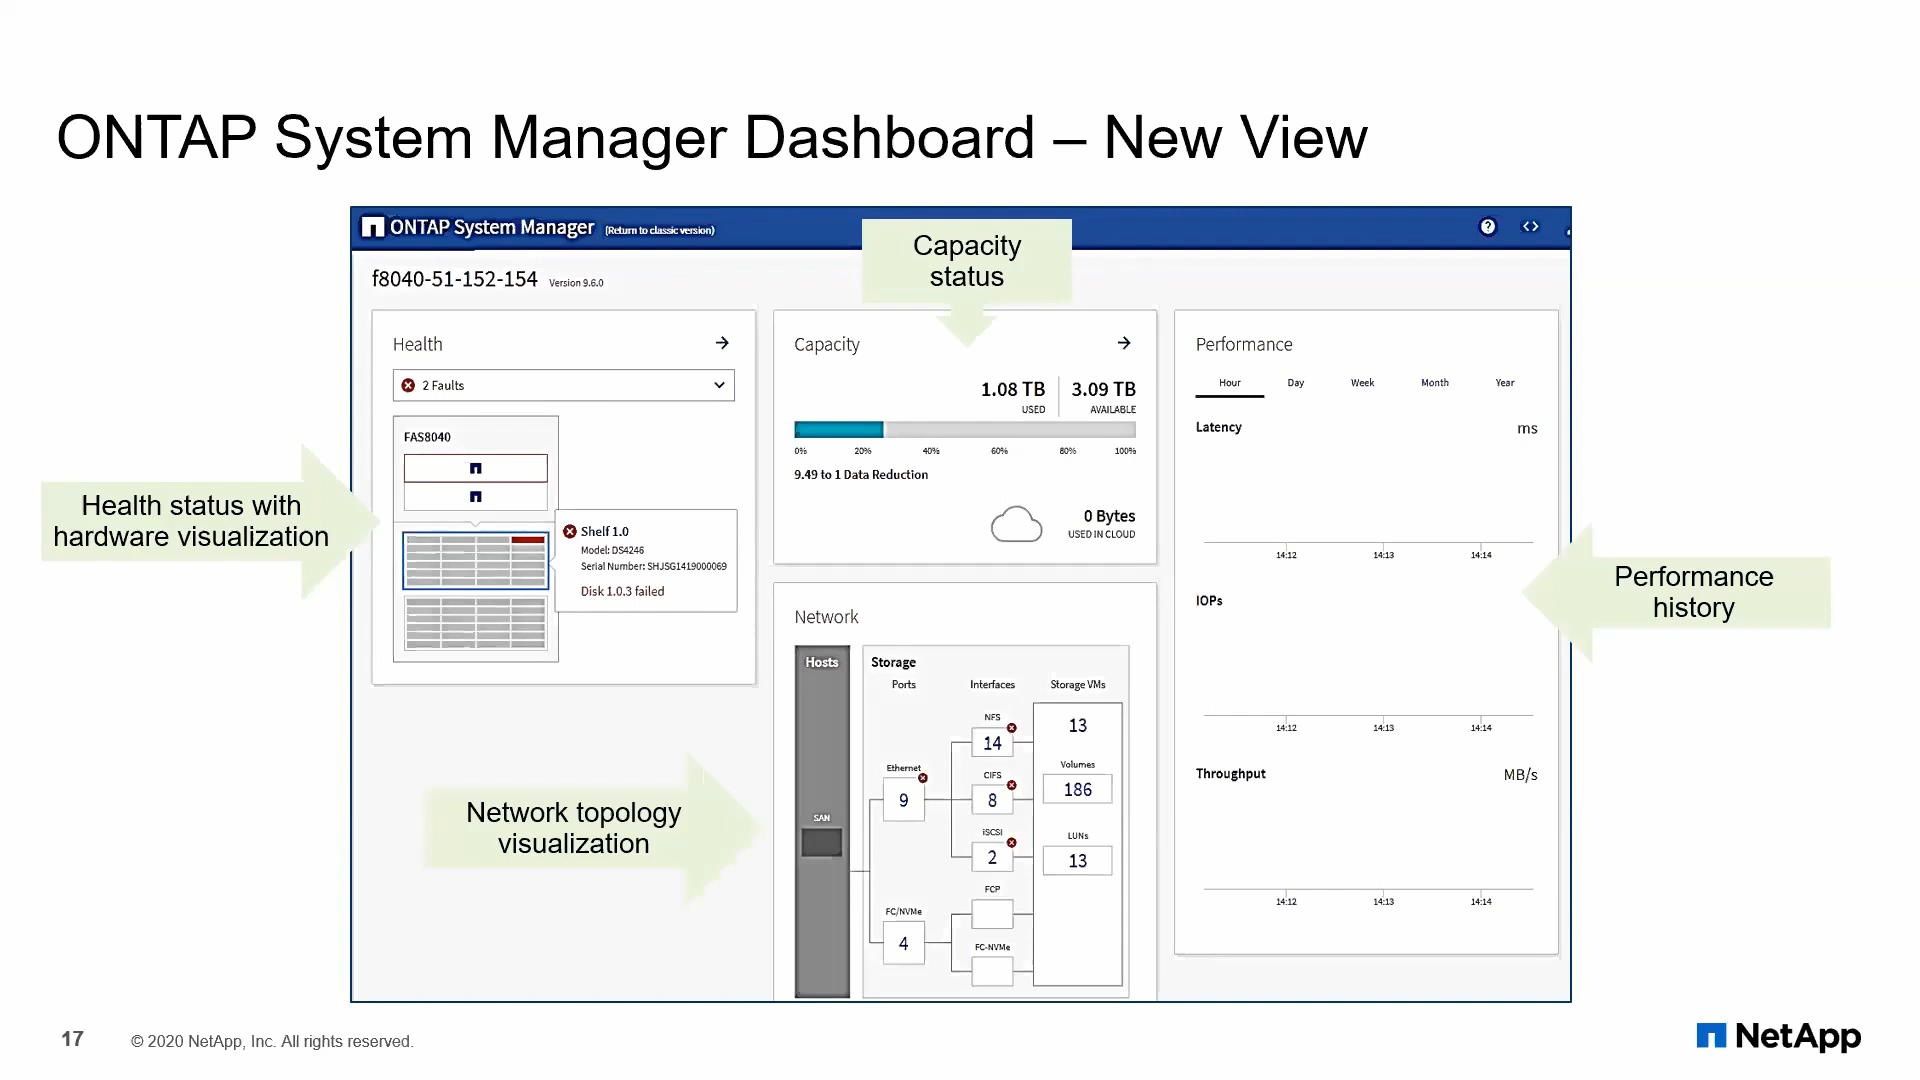 ONTAP System Manager Dashboard – New View
ONTAP System Manager (Return to classic version)
?
<>
Capacity
status
f8040-51-152-154 Version 9.6.0
Health
2 Faults
FAS8040
Shelf 1.0
Model: DS4246
Serial Number: SHJSG1419000069
Disk 1.0.3 failed
Health status with
hardware visualization
Capacity
1.08 TB 3.09 TB
USED AVAILABLE
0% 20% 40% 60% 80% 100%
9.49 to 1 Data Reduction
0 Bytes
USED IN CLOUD
Network
Hosts
SAN
Storage
Ports Interfaces Storage VMs
NFS
14
13
Ethernet
9
CIFS
8
Volumes
186
iSCSI
2
LUNs
13
FCP
FC/NVMe
4
FC-NVMe
Network topology
visualization
Performance
Hour Day Week Month Year
Latency ms
14:12 14:13 14:14
IOPs
14:12 14:13 14:14
Throughput MB/s
14:12 14:13 14:14
Performance
history
17 © 2020 NetApp, Inc. All rights reserved.
NetApp